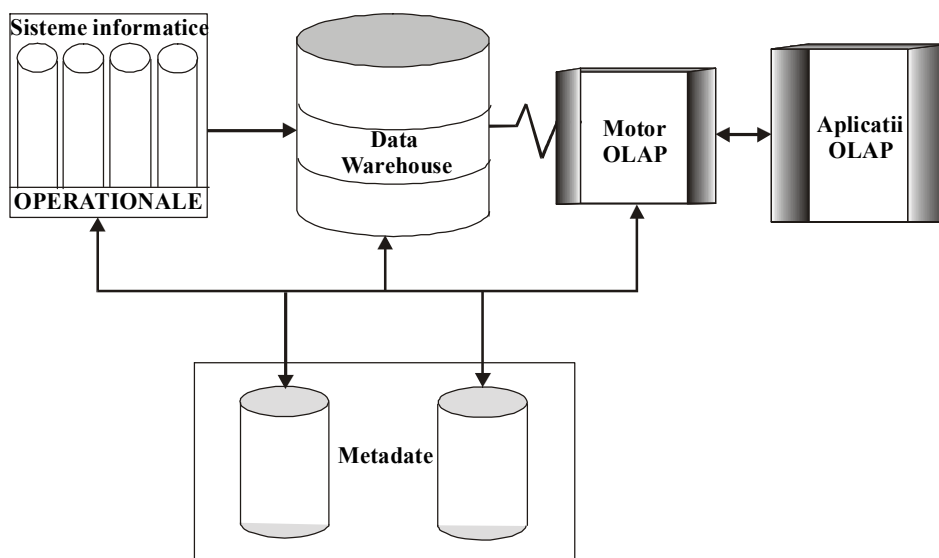 Sisteme informatice
OPERATIONALE
Data
Warehouse
Motor
OLAP
Aplicatii
OLAP
Metadate